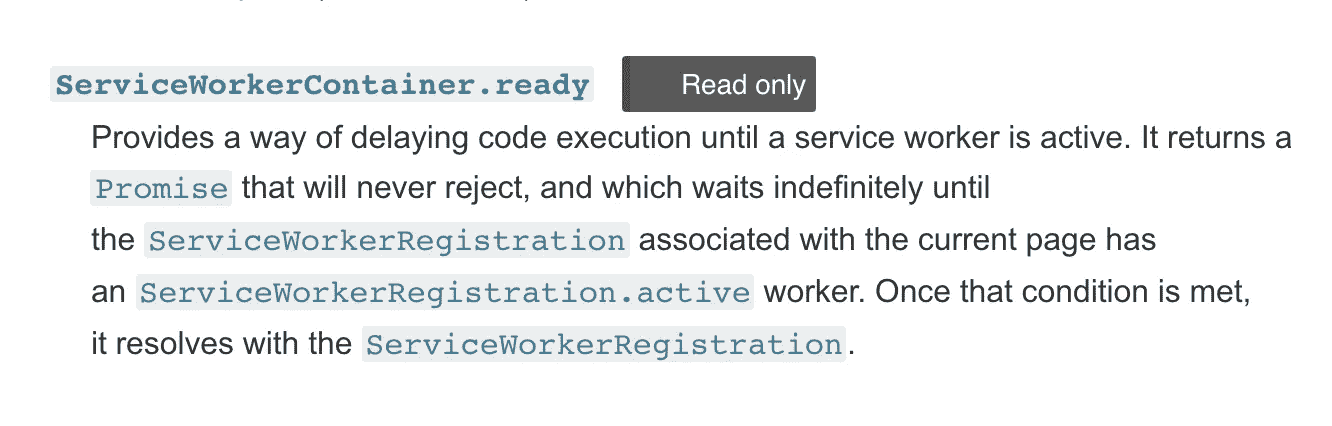 ServiceWorkerContainer.ready Read only
Provides a way of delaying code execution until a service worker is active. It returns a
Promise that will never reject, and which waits indefinitely until
the ServiceWorkerRegistration associated with the current page has
an ServiceWorkerRegistration.active worker. Once that condition is met,
it resolves with the ServiceWorkerRegistration.